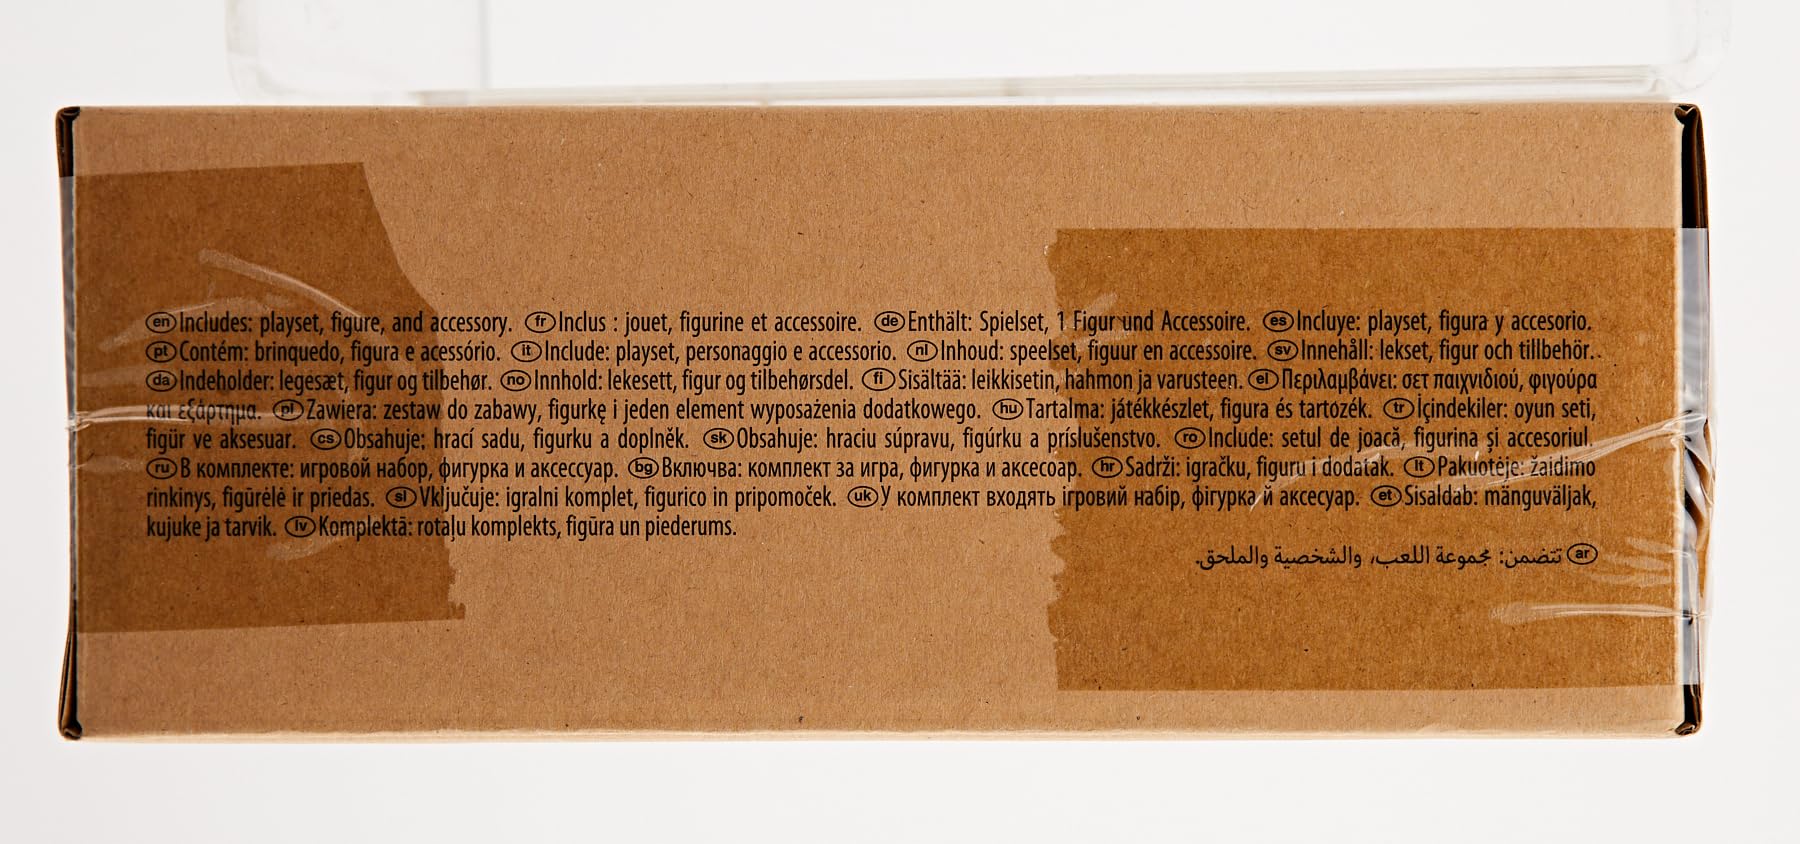 en Includes: playset, figure, and accessory. fr Inclus : jouet, figurine et accessoire. de Enthält: Spielset, 1 Figur und Accessoire. es Incluye: playset, figura y accesorio.
pt Contém: brinquedo, figura e acessório. it Include: playset, personaggio e accessorio. nl Inhoud: speelset, figuur en accessoire. sv Innehåll: lekset, figur och tillbehör..
da Indeholder: legesæt, figur og tilbehør. no Innhold: lekesett, figur og tilbehørsdel. fi Sisältää: leikkisetin, hahmon ja varusteen. el Περιλαμβάνει: σετ παιχνιδιού, φιγούρα
και εξάρτημα. pl Zawiera: zestaw do zabawy, figurkę i jeden element wyposażenia dodatkowego. hu Tartalma: játékkészlet, figura és tartozék. tr İçindekiler: oyun seti,
figür ve aksesuar. cs Obsahuje: hrací sadu, figurku a doplněk. sk Obsahuje: hraciu súpravu, figúrku a príslušenstvo. ro Include: setul de joacă, figurina și accesoriul.
ru В комплекте: игровой набор, фигурка и аксессуар. bg Включва: комплект за игра, фигурка и аксесоар. hr Sadrži: igračku, figuru i dodatak. lt Pakuotėje: žaidimo
rinkinys, figūrėlė ir priedas. sl Vključuje: igralni komplet, figurico in pripomoček. uk У комплект входять ігровий набір, фігурка й аксесуар. et Sisaldab: mänguväljak,
kujuke ja tarvik. lv Komplektā: rotaļu komplekts, figūra un piederums.
ar تتضمن: مجموعة اللعب، والشخصية والملحق.